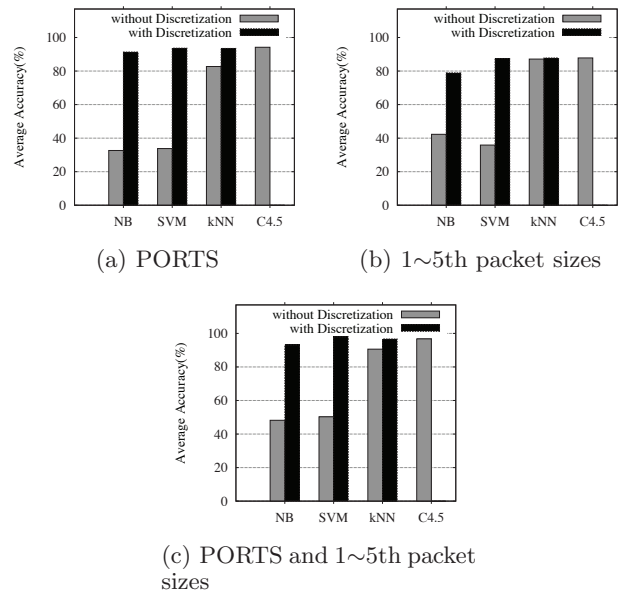 without Discretization
with Discretization
Average Accuracy(%)
100
80
60
40
20
0
NB SVM kNN C4.5
(a) PORTS
without Discretization
with Discretization
Average Accuracy(%)
100
80
60
40
20
0
NB SVM kNN C4.5
(b) 1~5th packet sizes
without Discretization
with Discretization
Average Accuracy(%)
100
80
60
40
20
0
NB SVM kNN C4.5
(c) PORTS and 1~5th packet
sizes